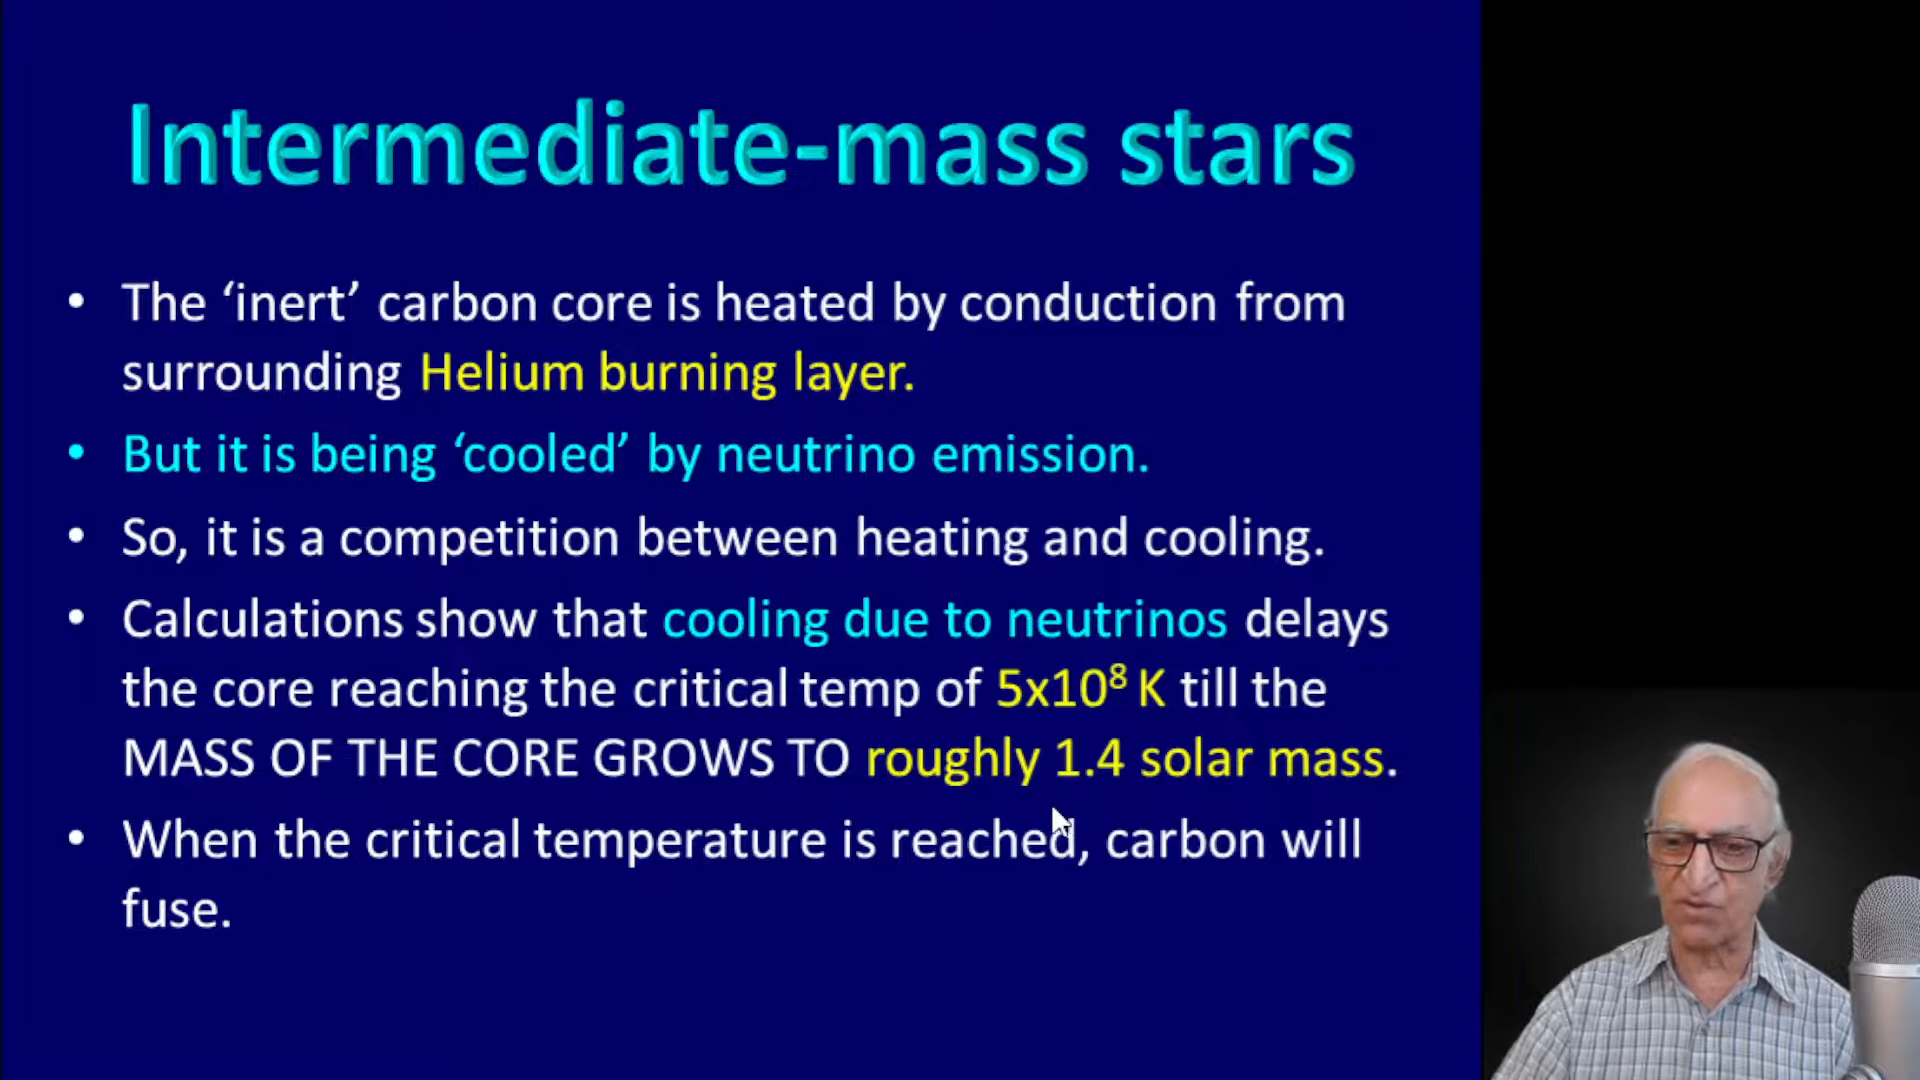 Intermediate-mass stars
• The ‘inert’ carbon core is heated by conduction from
surrounding Helium burning layer.
• But it is being ‘cooled’ by neutrino emission.
• So, it is a competition between heating and cooling.
• Calculations show that cooling due to neutrinos delays
the core reaching the critical temp of 5x10⁸ K till the
MASS OF THE CORE GROWS TO roughly 1.4 solar mass.
• When the critical temperature is reached, carbon will
fuse.